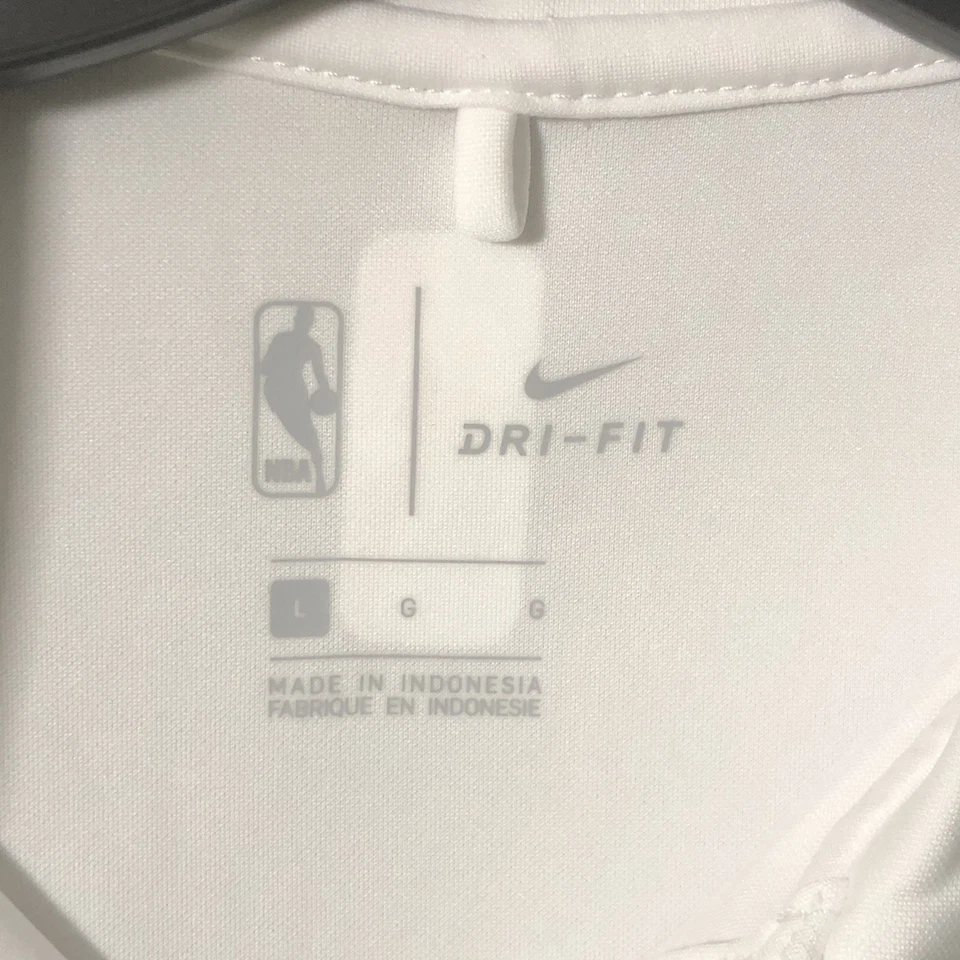 NBA
DRI-FIT
L G G
MADE IN INDONESIA
FABRIQUE EN INDONESIE